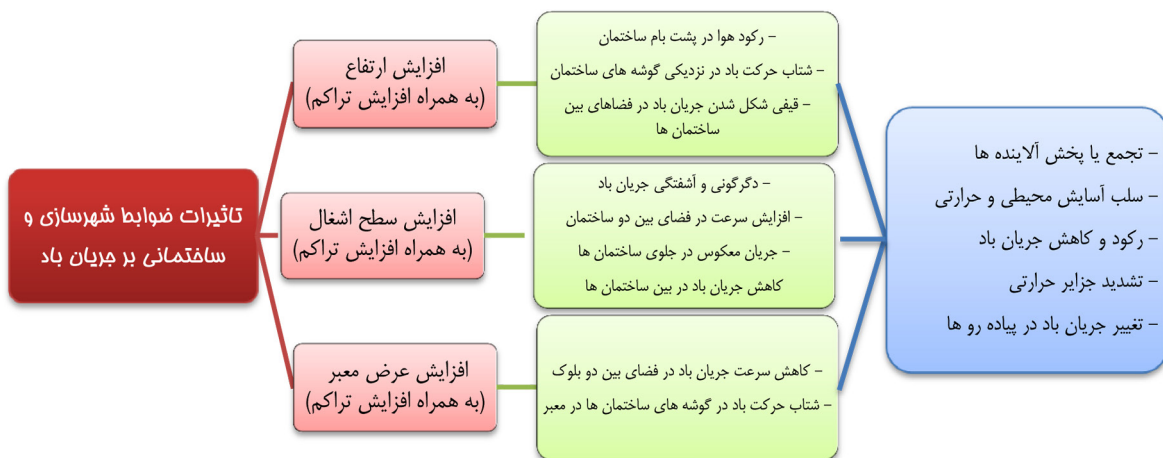 تاثیرات ضوابط شهرسازی و
ساختمانی بر جریان باد
افزایش ارتفاع
(به همراه افزایش تراکم)
– رکود هوا در پشت بام ساختمان
– شتاب حرکت باد در نزدیکی گوشه های ساختمان
– قیفی شکل شدن جریان باد در فضاهای بین
ساختمان ها
افزایش سطح اشغال
(به همراه افزایش تراکم)
– دگرگونی و آشفتگی جریان باد
– افزایش سرعت در فضای بین دو ساختمان
– جریان معکوس در جلوی ساختمان ها
کاهش جریان باد در بین ساختمان ها
افزایش عرض معبر
(به همراه افزایش تراکم)
– کاهش سرعت جریان باد در فضای بین دو بلوک
– شتاب حرکت باد در گوشه های ساختمان ها در معبر
– تجمع یا پخش آلاینده ها
– سلب آسایش محیطی و حرارتی
– رکود و کاهش جریان باد
– تشدید جزایر حرارتی
– تغییر جریان باد در پیاده رو ها